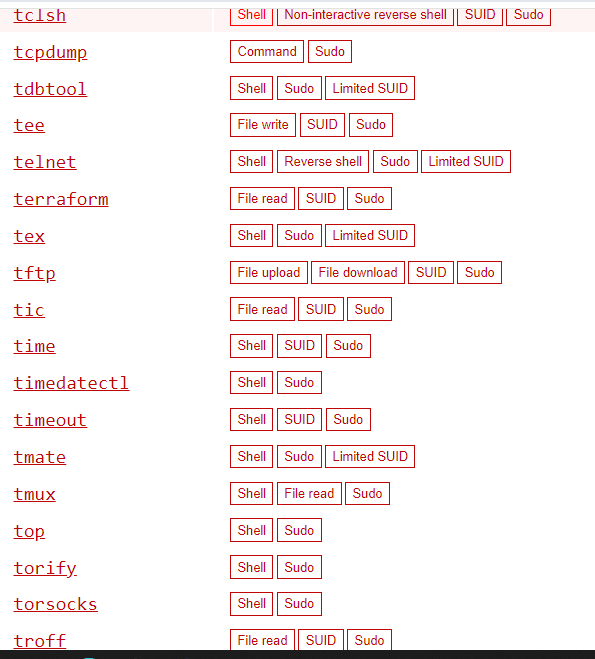 tclsh Shell Non-interactive reverse shell SUID Sudo
tcpdump Command Sudo
tdbtool Shell Sudo Limited SUID
tee File write SUID Sudo
telnet Shell Reverse shell Sudo Limited SUID
terraform File read SUID Sudo
tex Shell Sudo Limited SUID
tftp File upload File download SUID Sudo
tic File read SUID Sudo
time Shell SUID Sudo
timedatectl Shell Sudo
timeout Shell SUID Sudo
tmate Shell Sudo Limited SUID
tmux Shell File read Sudo
top Shell Sudo
torify Shell Sudo
torsocks Shell Sudo
troff File read SUID Sudo